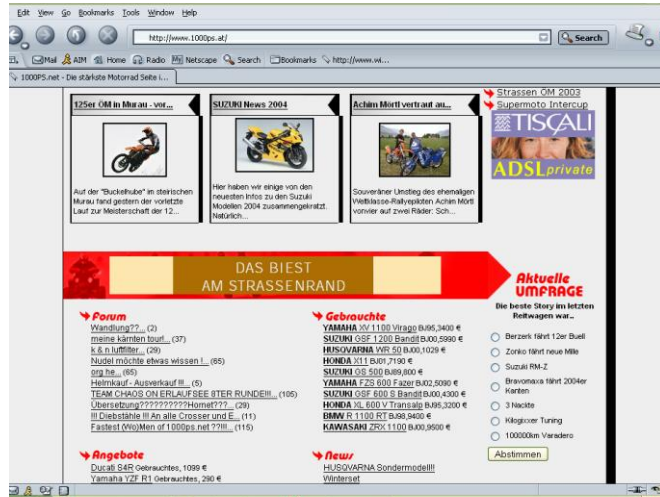 Edit View Go Bookmarks Tools Window Help
http://www.1000ps.at/
Search
Mail AIM Home Radio Netscape Search Bookmarks http://www.wi...
1000PS.net - Die stärkste Motorrad Seite i...
125er ÖM in Murau - vor...
Auf der "Buckelhube" im steirischen
Murau fand gestern der vorletzte
Lauf zur Meisterschaft der 12...
SUZUKI News 2004
Hier haben wir einige von den
neuesten Infos zu den Suzuki
Modellen 2004 zusammengekratzt.
Natürlich...
Achim Mörtl vertraut au...
Souveräner Umstieg des ehemaligen
Weltklasse-Rallyepiloten Achim Mörtl
vonvier auf zwei Räder: Sch...
Strassen ÖM 2003
Supermoto Intercup
TISCALI
ADSL private
DAS BIEST
AM STRASSENRAND
Forum
Wandlung??... (2)
meine kärnten tour!... (37)
k & n luftfilter... (29)
Nudel möchte etwas wissen !... (65)
org he... (65)
Helmkauf - Ausverkauf !!!... (5)
TEAM CHAOS ON ERLAUFSEE 8TER RUNDE!!!... (105)
Übersetzung??????????Hornet???... (29)
!!! Diebstähle !!! An alle Crosser und E... (11)
Fastest (Wo)Men of 1000ps.net ??!!!... (115)
Angebote
Ducati S4R Gebrauchtes, 1099 €
Yamaha YZF R1 Gebrauchtes, 290 €
Gebrauchte
YAMAHA XV 1100 Virago BJ95,3400 €
SUZUKI GSF 1200 Bandit BJ00,5990 €
HUSQVARNA WR 50 BJ00,1029 €
HONDA X11 BJ01,7190 €
SUZUKI GS 500 BJ89,800 €
YAMAHA FZS 600 Fazer BJ02,5090 €
SUZUKI GSF 600 S Bandit BJ00,4300 €
HONDA XL 600 V Transalp BJ95,3200 €
BMW R 1100 RT BJ98,9400 €
KAWASAKI ZRX 1100 BJ00,9500 €
News
HUSQVARNA Sondermodell!!
Winterset
Aktuelle
UMFRAGE
Die beste Story im letzten
Reitwagen war...
Berzerk fährt 12er Buell
Zonko fährt neue Mille
Suzuki RM-Z
Bravomaxa fährt 2004er
Kanten
3 Nackte
Kilogixxer Tuning
100000km Varadero
Abstimmen